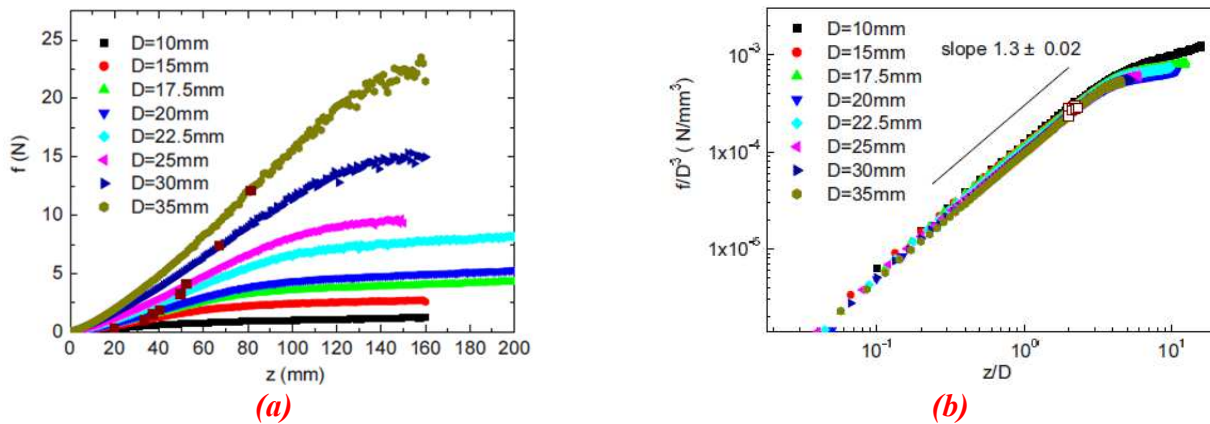 25
20
15
10
5
0
f (N)
D=10mm
D=15mm
D=17.5mm
D=20mm
D=22.5mm
D=25mm
D=30mm
D=35mm
0 20 40 60 80 100 120 140 160 180 200
z (mm)
(a)
10⁻³
1x10⁻⁴
1x10⁻⁵
f/D³ ( N/mm³)
D=10mm
D=15mm
D=17.5mm
D=20mm
D=22.5mm
D=25mm
D=30mm
D=35mm
slope 1.3 ± 0.02
10⁻¹ 10⁰ 10¹
z/D
(b)